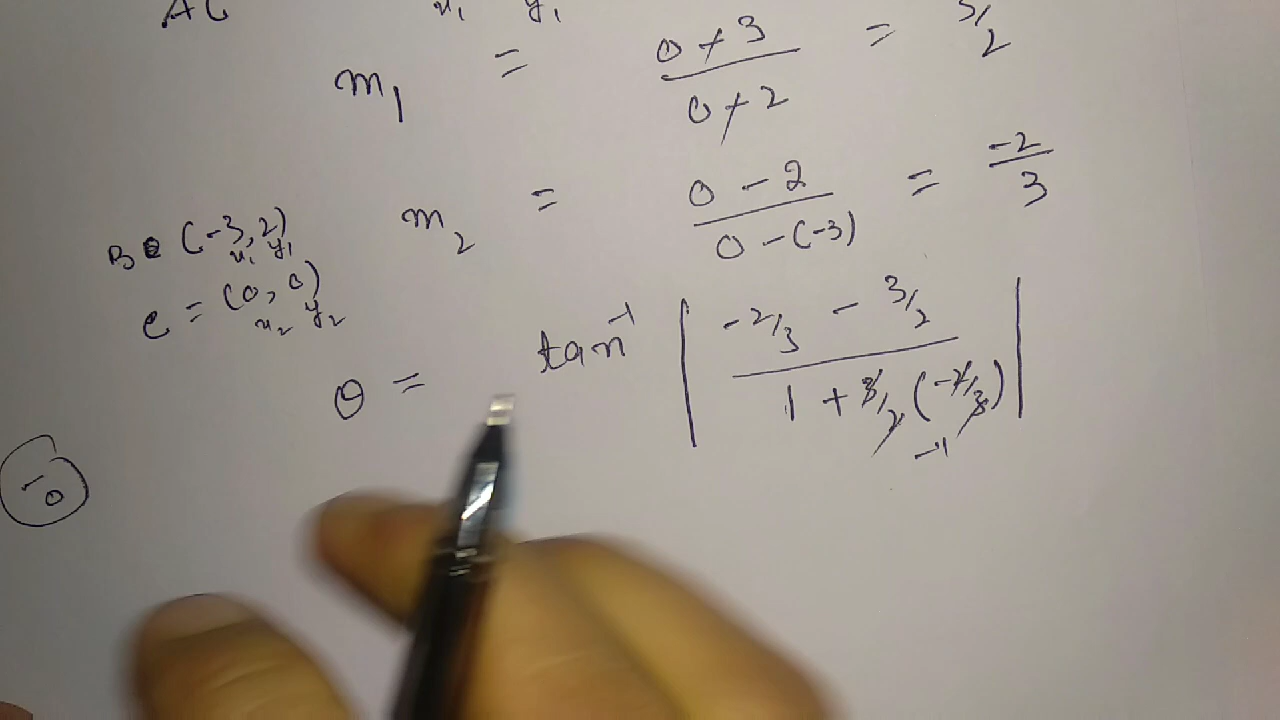 AC x₁ y₁
m₁ = 0+3/0+2 = 3/2
m₂ = 0-2/0-(-3) = -2/3
B (-3,2)
x₁ y₁
C = (0,0)
x₂ y₂
θ = tan⁻¹ | -2/3 - 3/2 / 1 + 3/2 (-2/3) |
-1
10